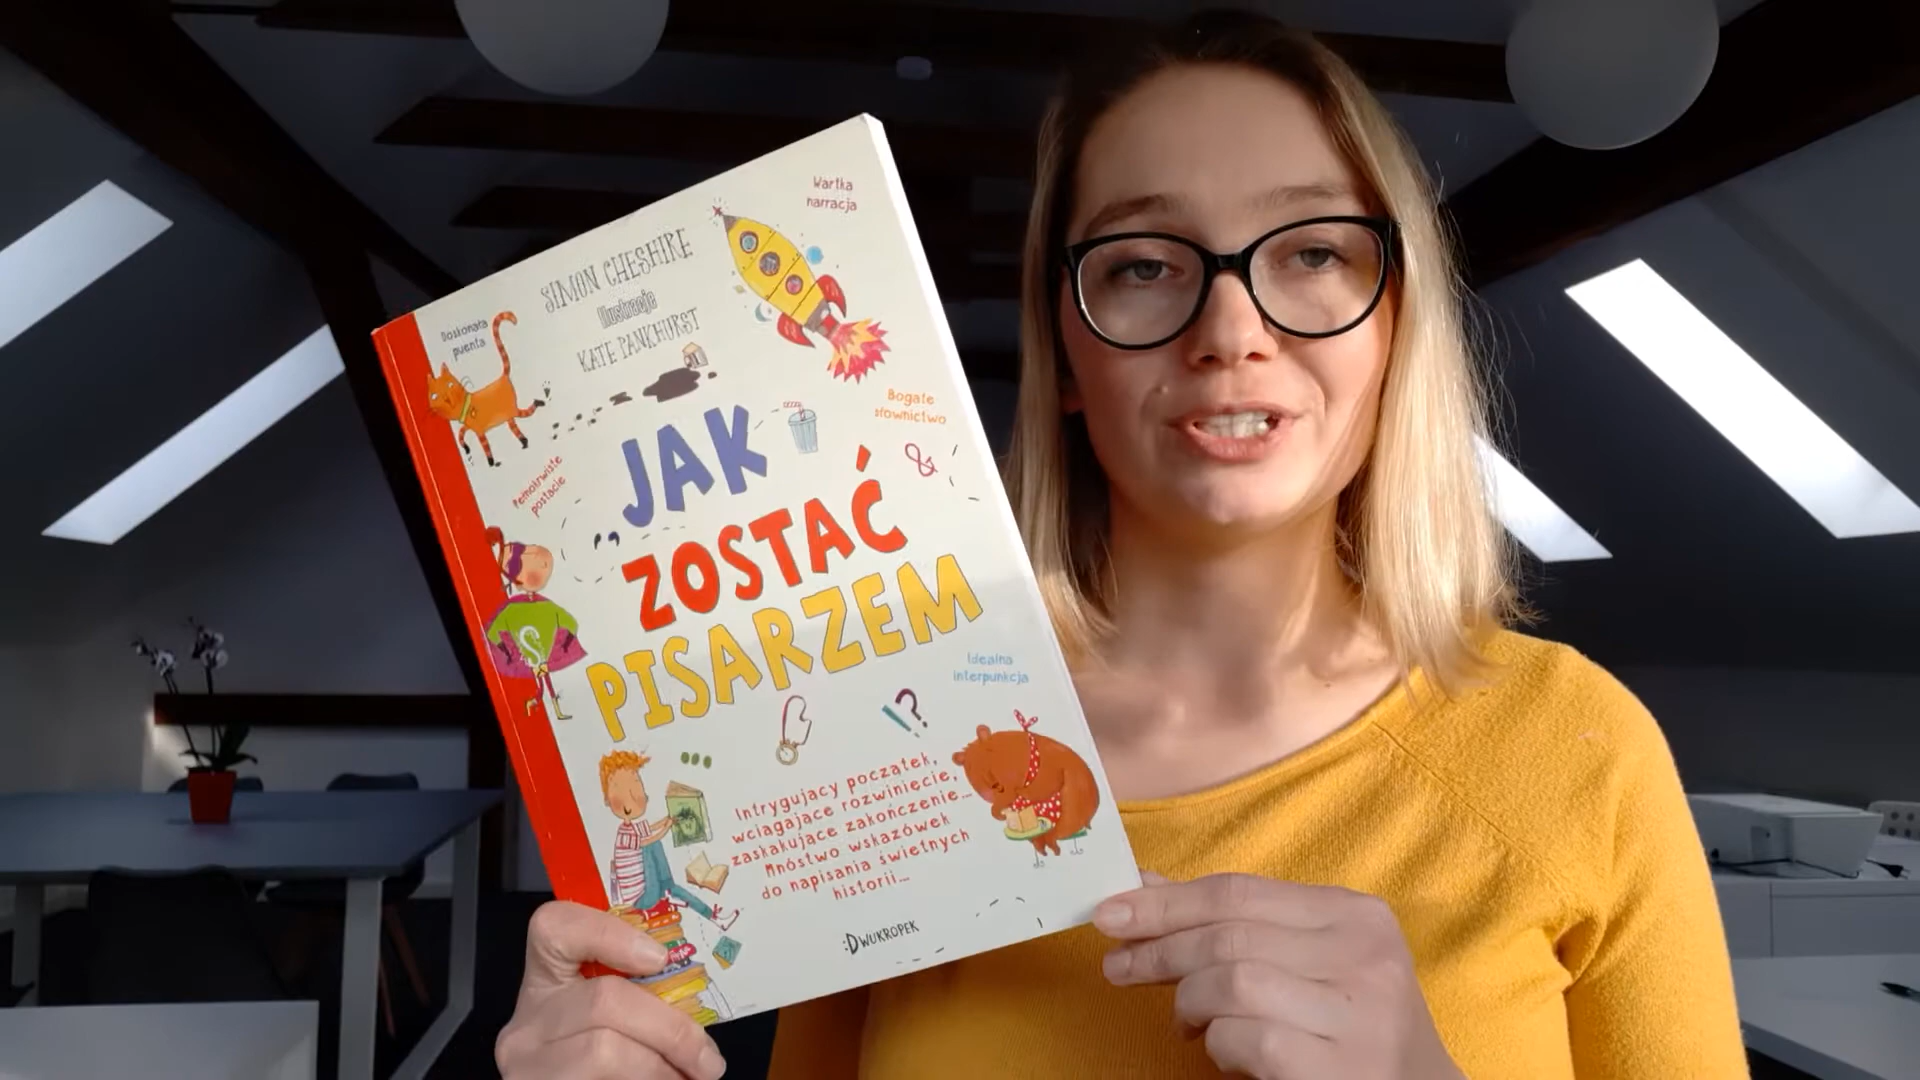 Wartka
narracja
SIMON CHESHIRE
Ilustracje
KATE PANKHURST
Doskonała
puenta
Bogate
słownictwo
&
Pełnokrwiste
postacie
JAK
ZOSTAĆ
PISARZEM
Idealna
interpunkcja
!?
S
Intrygujący początek,
wciągające rozwinięcie,
zaskakujące zakończenie...
Mnóstwo wskazówek
do napisania świetnych
historii...
:DWUKROPEK